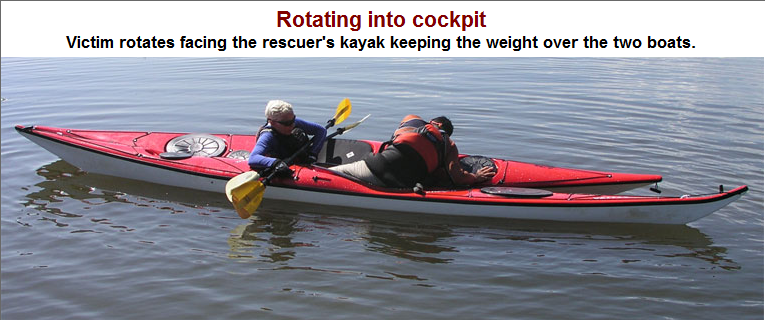 Rotating into cockpit
Victim rotates facing the rescuer's kayak keeping the weight over the two boats.